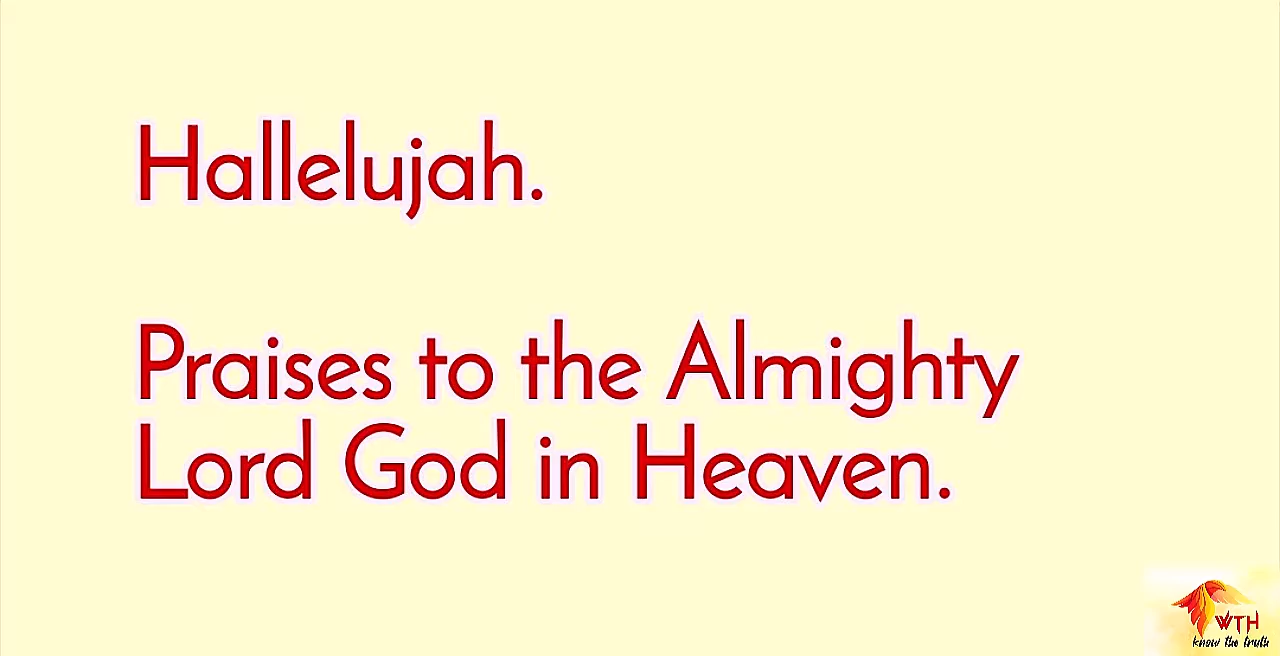 Hallelujah.
Praises to the Almighty
Lord God in Heaven.
WTH
know the truth